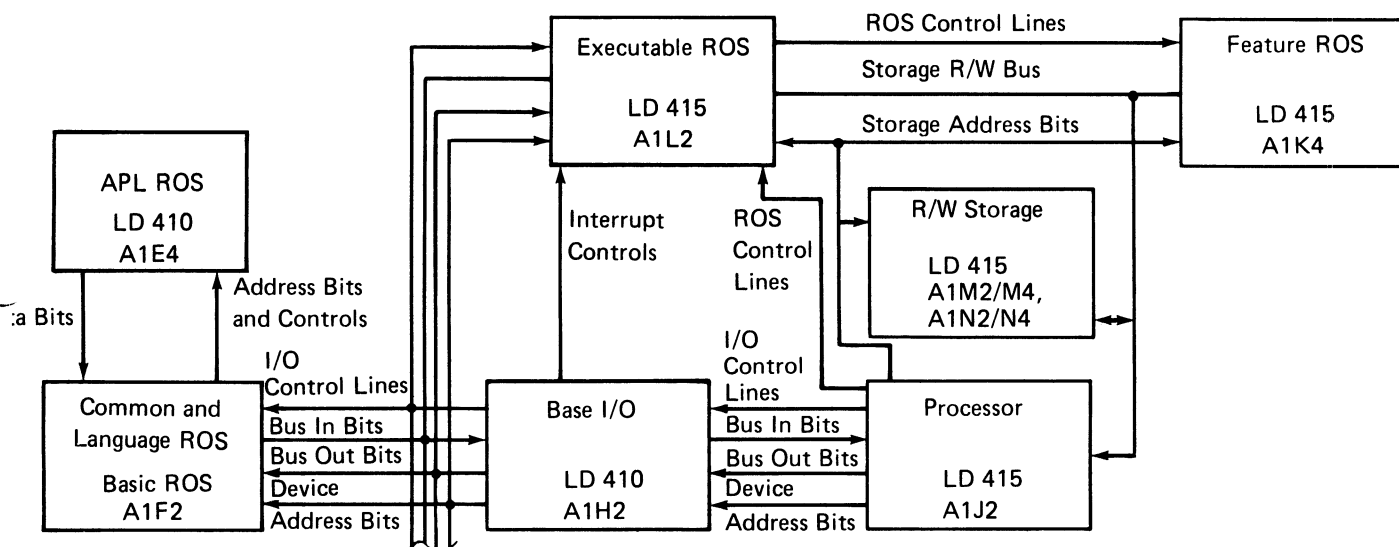 Executable ROS
LD 415
A1L2
ROS Control Lines
Storage R/W Bus
Storage Address Bits
Feature ROS
LD 415
A1K4
APL ROS
LD 410
A1E4
Interrupt
Controls
ROS
Control
Lines
R/W Storage
LD 415
A1M2/M4,
A1N2/N4
Bits
Address Bits
and Controls
I/O
Control Lines
Common and
Language ROS
Basic ROS
A1F2
Bus In Bits
Bus Out Bits
Device
Address Bits
Base I/O
LD 410
A1H2
I/O
Control
Lines
Bus In Bits
Bus Out Bits
Device
Address Bits
Processor
LD 415
A1J2